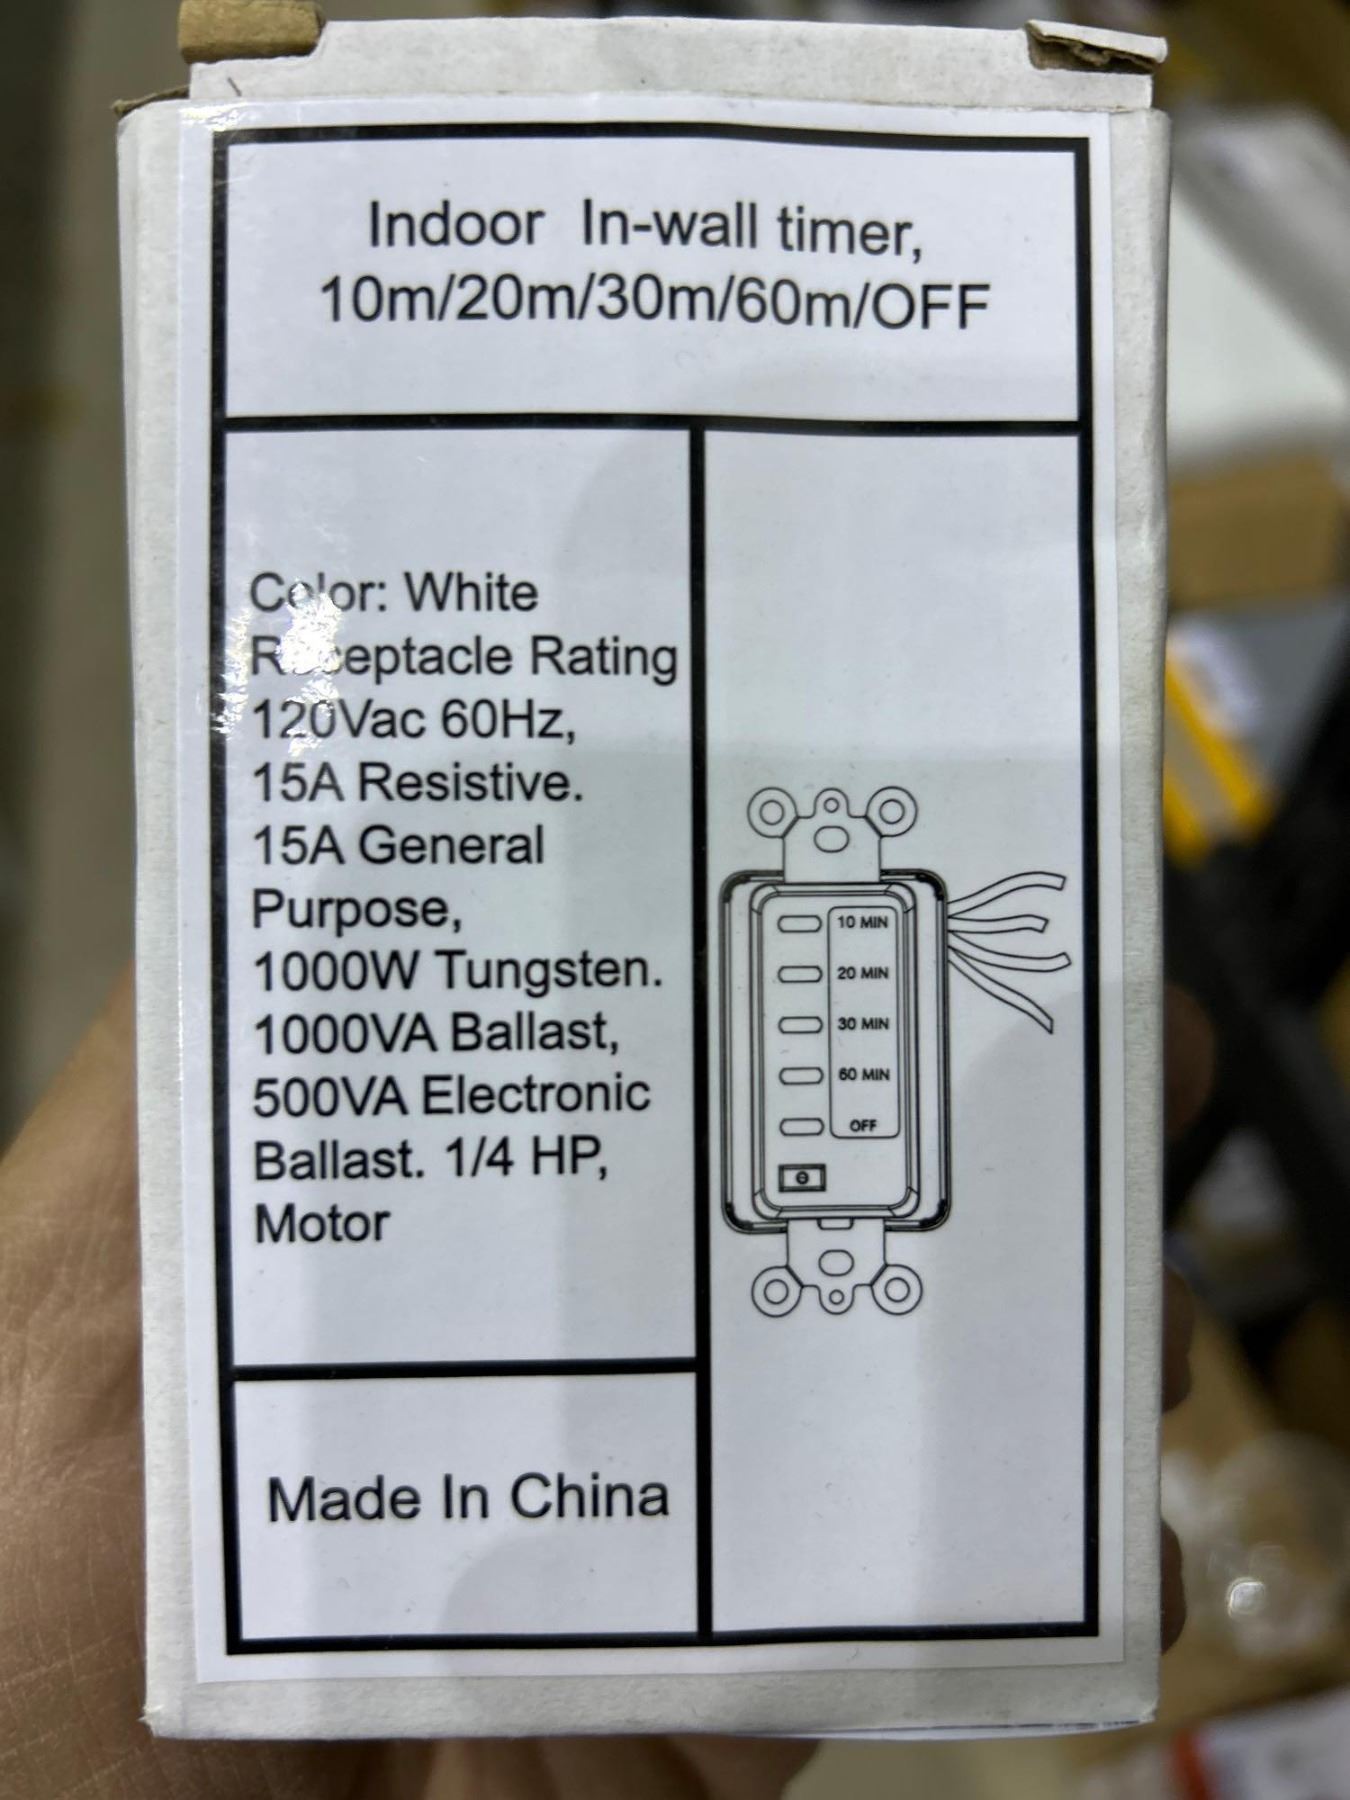 Indoor In-wall timer,
10m/20m/30m/60m/OFF
Color: White
Receptacle Rating
120Vac 60Hz,
15A Resistive.
15A General
Purpose,
1000W Tungsten.
1000VA Ballast,
500VA Electronic
Ballast. 1/4 HP,
Motor
10 MIN
20 MIN
30 MIN
60 MIN
OFF
Made In China